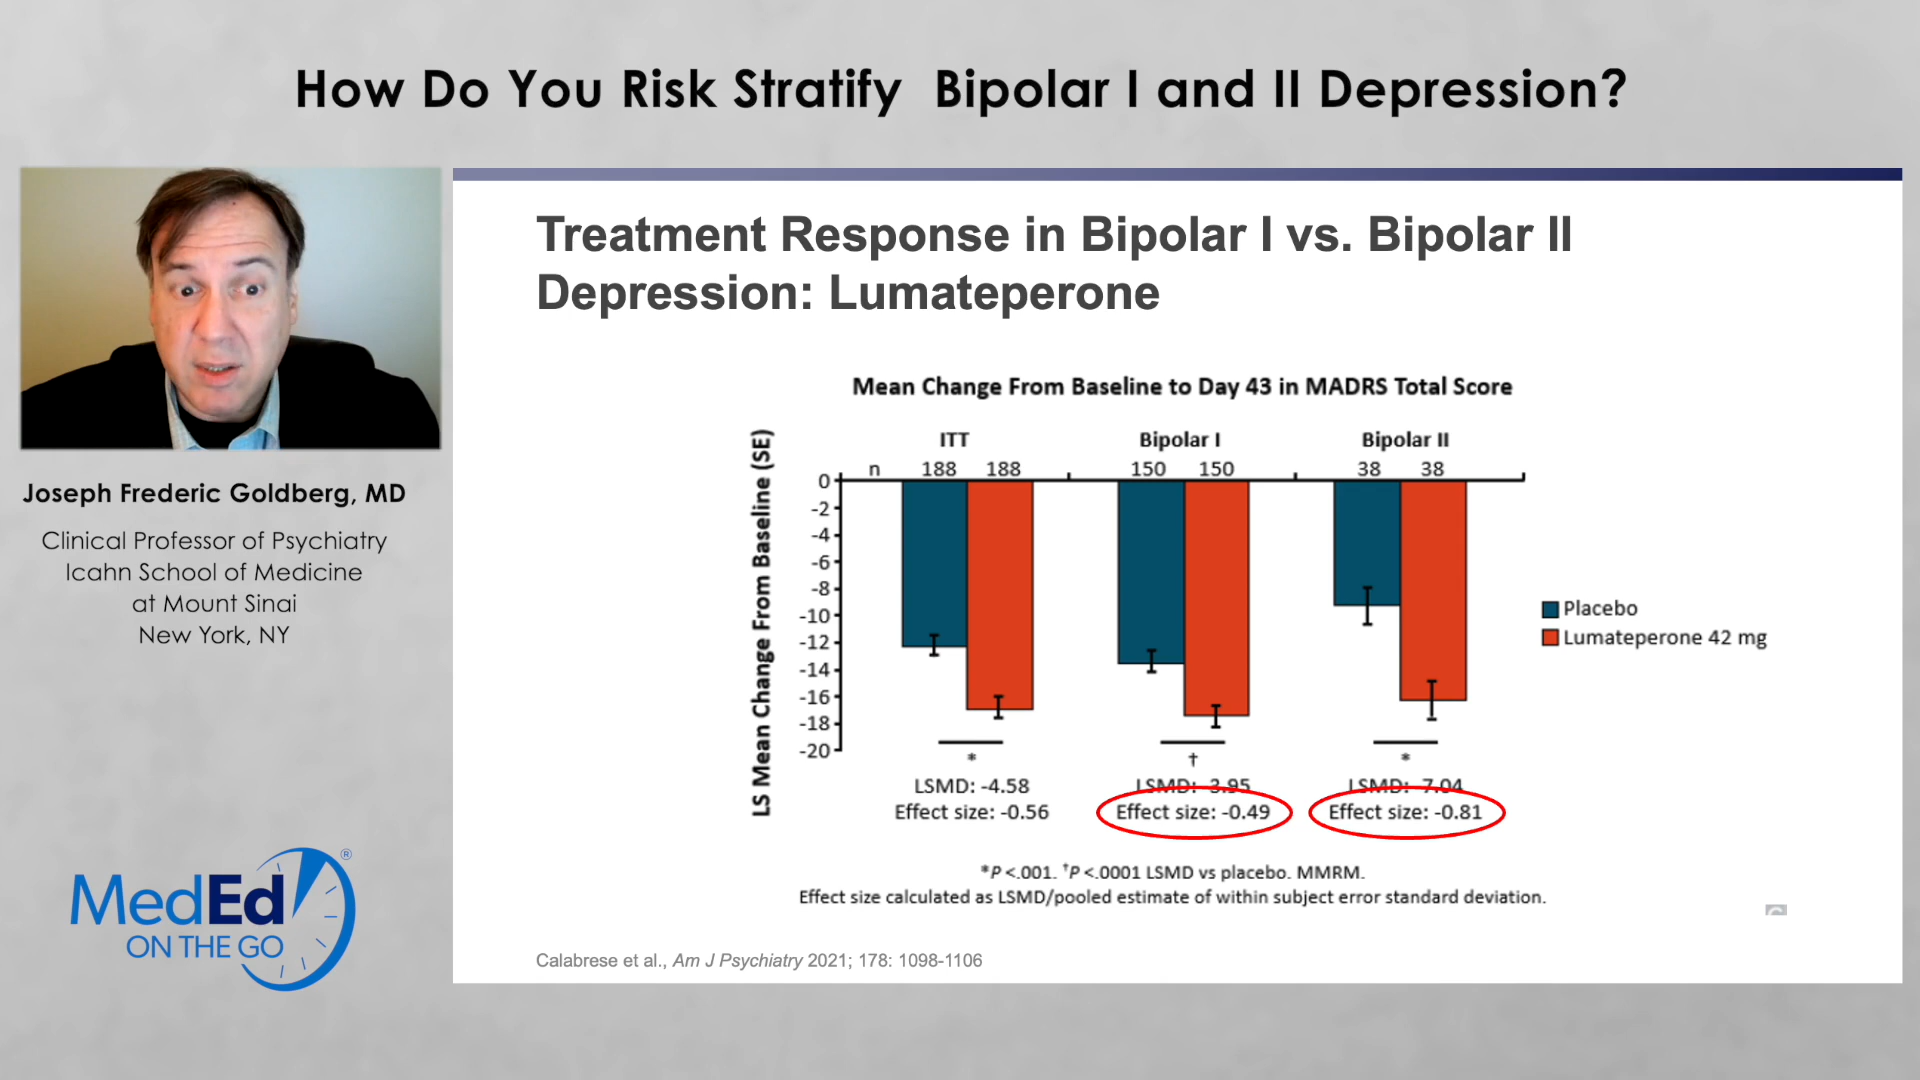 How Do You Risk Stratify Bipolar I and II Depression?
Joseph Frederic Goldberg, MD
Clinical Professor of Psychiatry
Icahn School of Medicine
at Mount Sinai
New York, NY
MedEd®
ON THE GO
Treatment Response in Bipolar I vs. Bipolar II
Depression: Lumateperone
Mean Change From Baseline to Day 43 in MADRS Total Score
LS Mean Change From Baseline (SE)
ITT Bipolar I Bipolar II
n 188 188 150 150 38 38
0
-2
-4
-6
-8
-10
-12
-14
-16
-18
-20
Placebo
Lumateperone 42 mg
* † *
LSMD: -4.58 LSMD: -3.95 LSMD: -7.04
Effect size: -0.56 Effect size: -0.49 Effect size: -0.81
*P <.001. †P <.0001 LSMD vs placebo. MMRM.
Effect size calculated as LSMD/pooled estimate of within subject error standard deviation.
Calabrese et al., Am J Psychiatry 2021; 178: 1098-1106